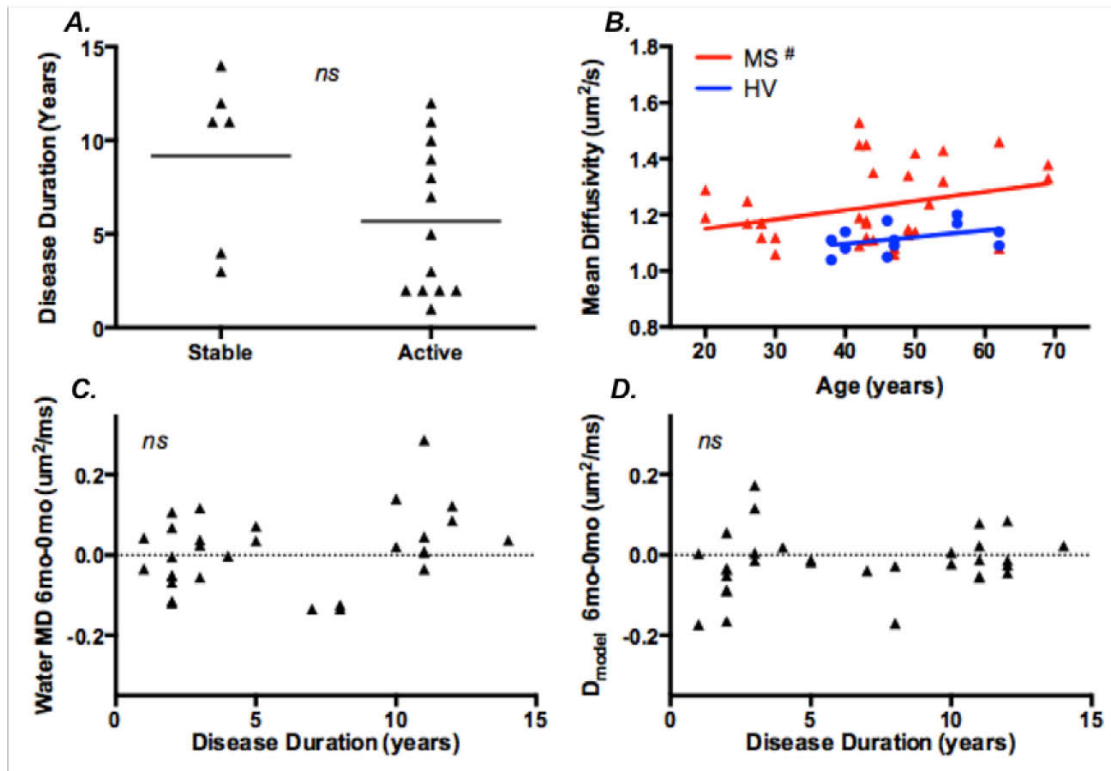 A.
Disease Duration (Years)
15
10
5
0
ns
Stable
Active
B.
Mean Diffusivity (um²/s)
1.8
1.6
1.4
1.2
1.0
0.8
MS #
HV
20 30 40 50 60 70
Age (years)
C.
Water MD 6mo-0mo (um²/ms)
0.2
0.0
-0.2
ns
0 5 10 15
Disease Duration (years)
D.
Dmodel 6mo-0mo (um²/ms)
0.2
0.0
-0.2
ns
0 5 10 15
Disease Duration (years)